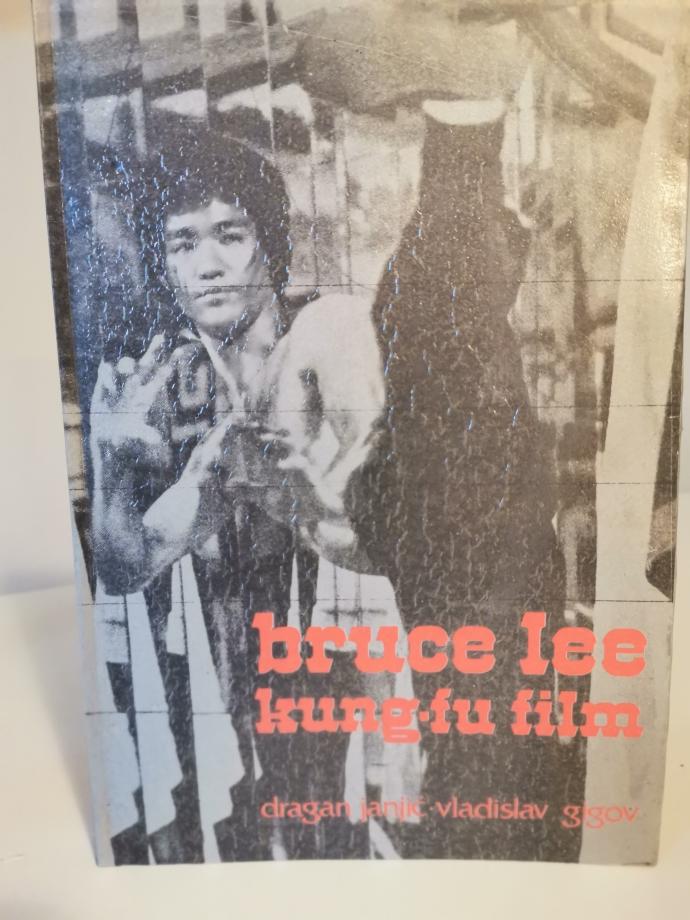 bruce lee
kung-fu film
dragan janjić vladislav gigov